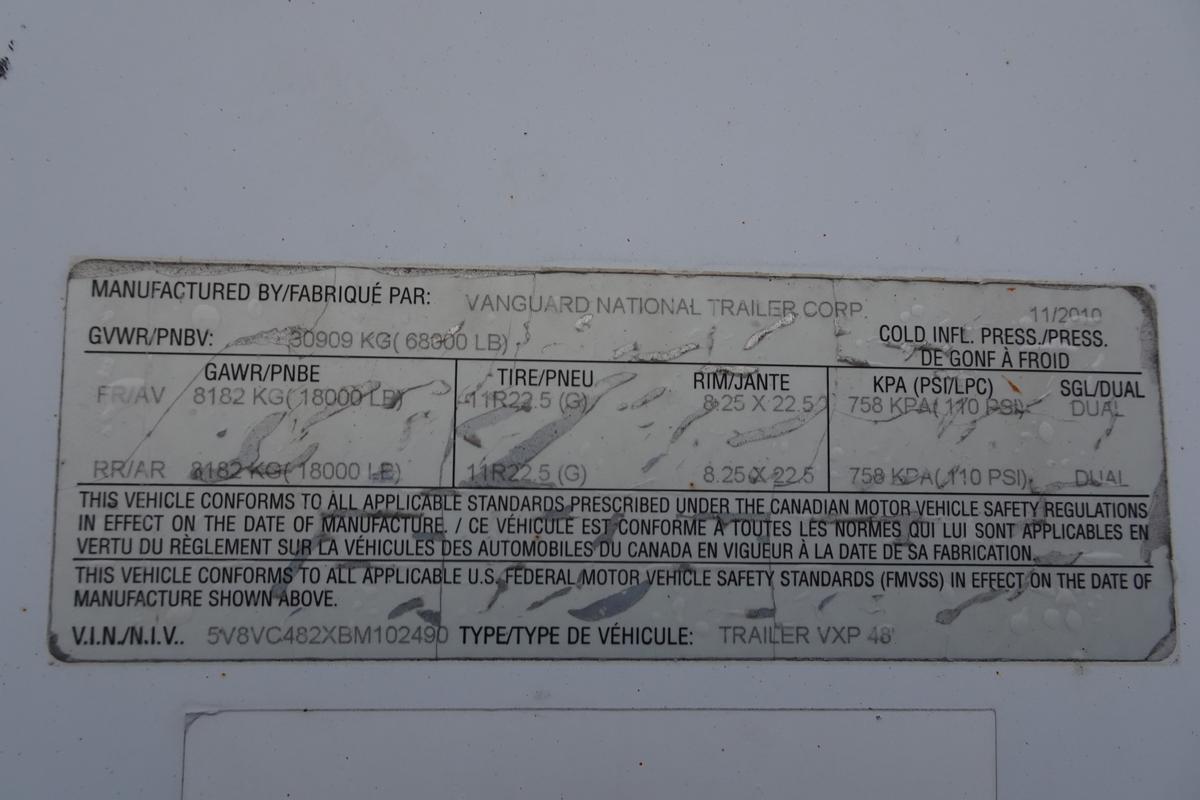 MANUFACTURED BY/FABRIQUÉ PAR: VANGUARD NATIONAL TRAILER CORP. 11/2010
GVWR/PNBV: 30909 KG( 68000 LB) COLD INFL. PRESS./PRESS.
DE GONF À FROID
GAWR/PNBE TIRE/PNEU RIM/JANTE KPA (PSI/LPC) SGL/DUAL
FR/AV 8182 KG( 18000 LB) 11R22.5 (G) 8.25 X 22.5 758 KPA( 110 PSI) DUAL
RR/AR 8182 KG( 18000 LB) 11R22.5 (G) 8.25 X 22.5 758 KPA( 110 PSI) DUAL
THIS VEHICLE CONFORMS TO ALL APPLICABLE STANDARDS PRESCRIBED UNDER THE CANADIAN MOTOR VEHICLE SAFETY REGULATIONS
IN EFFECT ON THE DATE OF MANUFACTURE. / CE VÉHICULE EST CONFORME À TOUTES LES NORMES QUI LUI SONT APPLICABLES EN
VERTU DU RÈGLEMENT SUR LA VÉHICULES DES AUTOMOBILES DU CANADA EN VIGUEUR À LA DATE DE SA FABRICATION.
THIS VEHICLE CONFORMS TO ALL APPLICABLE U.S. FEDERAL MOTOR VEHICLE SAFETY STANDARDS (FMVSS) IN EFFECT ON THE DATE OF
MANUFACTURE SHOWN ABOVE.
V.I.N./N.I.V.. 5V8VC482XBM102490 TYPE/TYPE DE VÉHICULE: TRAILER VXP 48'